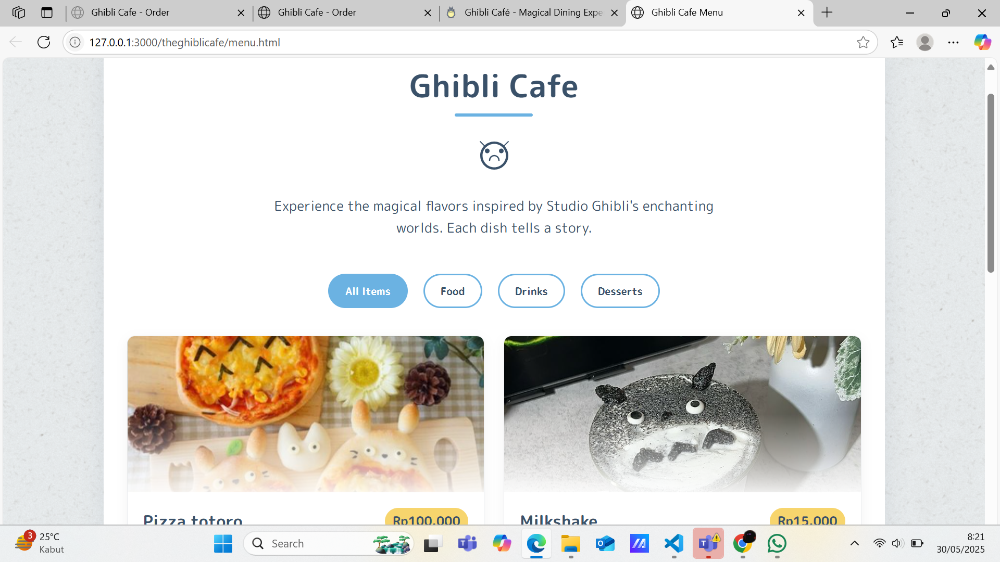 Ghibli Cafe - Order
Ghibli Cafe - Order
Ghibli Café - Magical Dining Expe
Ghibli Cafe Menu
127.0.0.1:3000/theghiblicafe/menu.html
Ghibli Cafe
Experience the magical flavors inspired by Studio Ghibli's enchanting
worlds. Each dish tells a story.
All Items
Food
Drinks
Desserts
Pizza totoro
Rp100.000
Milkshake
Rp15.000
3
25°C
Kabut
Search
8:21
30/05/2025